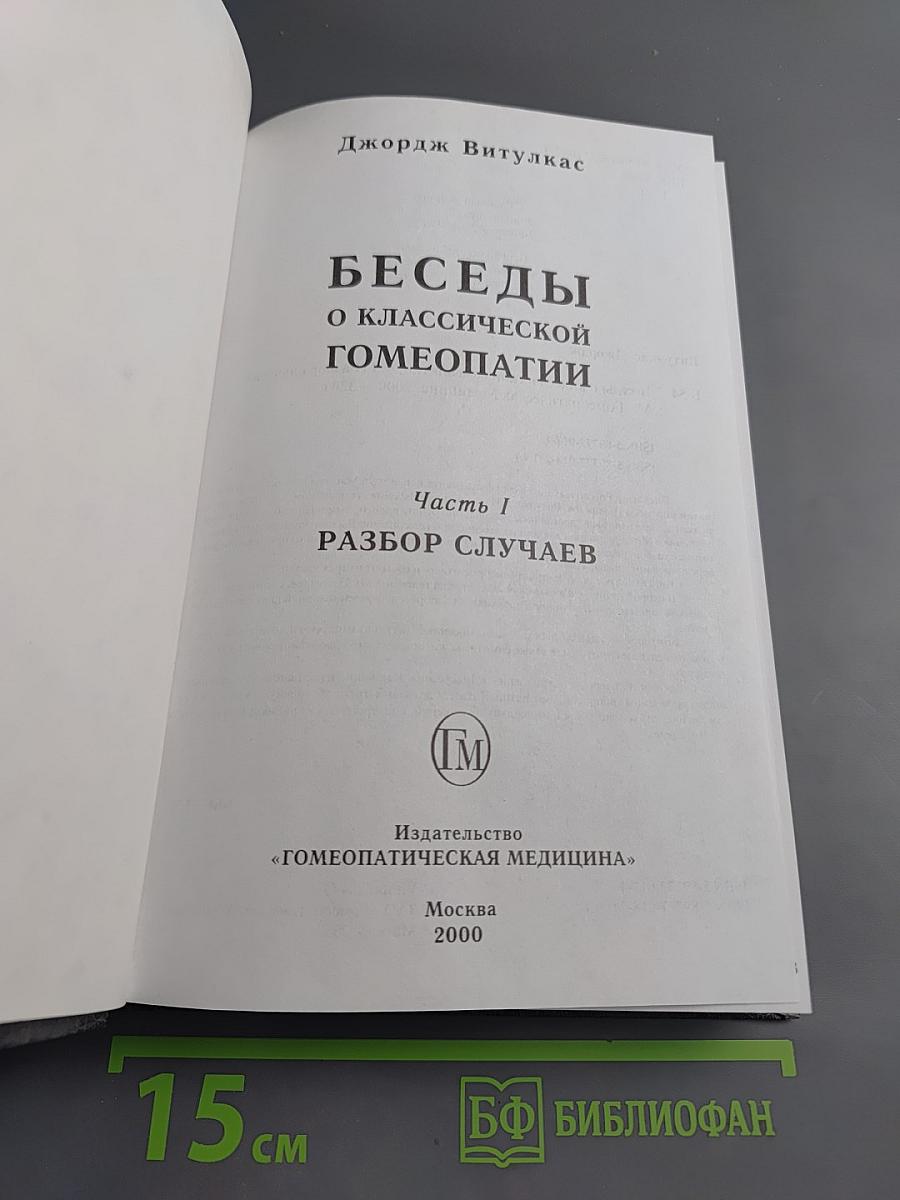 Джордж Витулкас
БЕСЕДЫ
О КЛАССИЧЕСКОЙ
ГОМЕОПАТИИ
Часть I
РАЗБОР СЛУЧАЕВ
ГМ
Издательство
«ГОМЕОПАТИЧЕСКАЯ МЕДИЦИНА»
Москва
2000
15 см
БФ БИБЛИОФАН